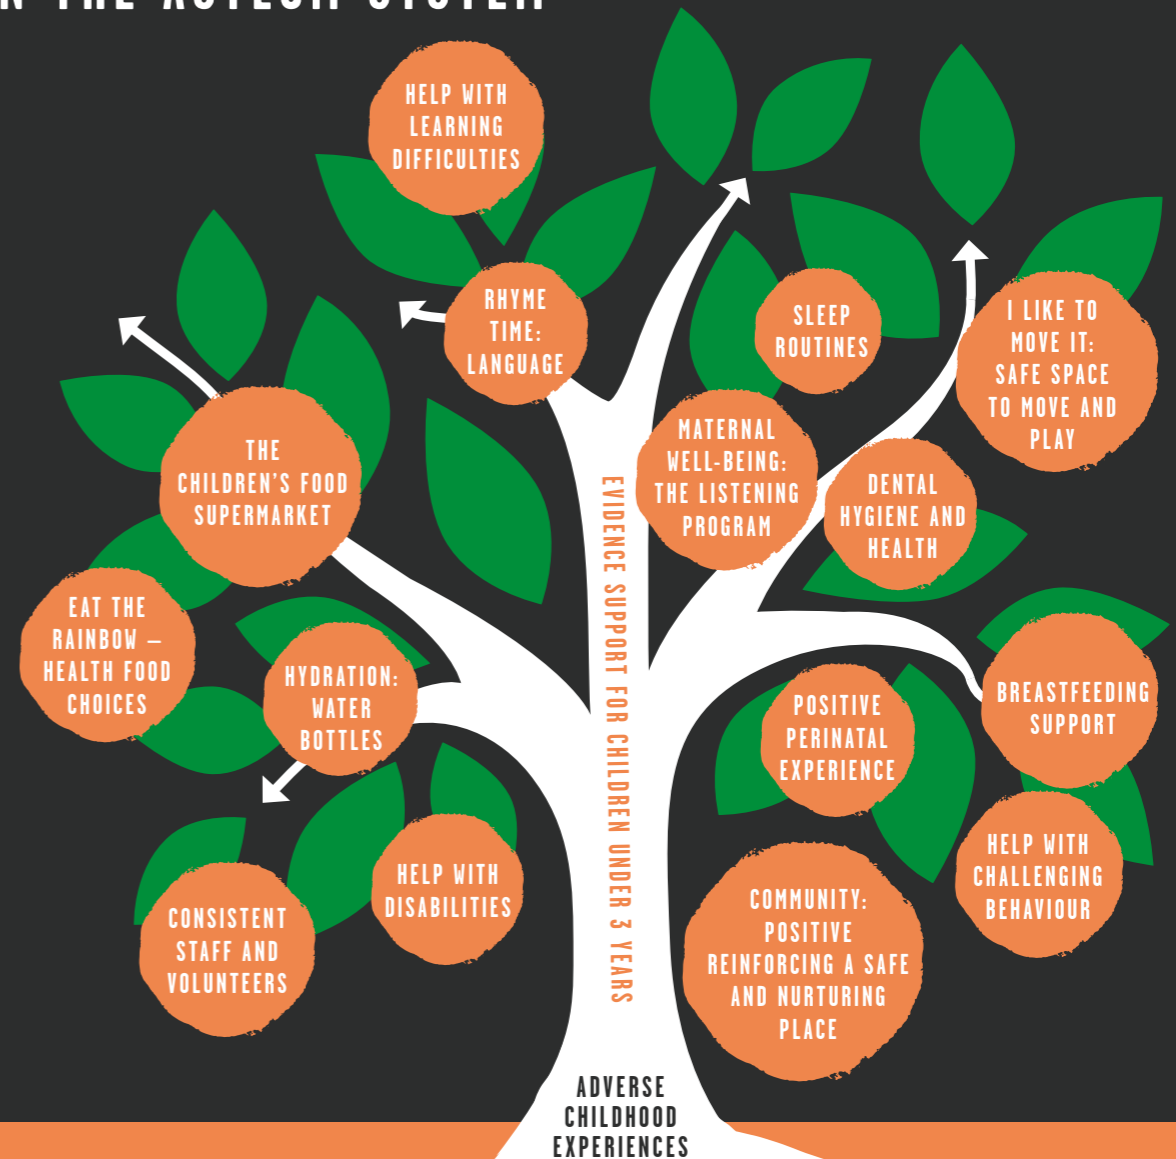 HELP WITH
LEARNING
DIFFICULTIES
RHYME
TIME:
LANGUAGE
SLEEP
ROUTINES
I LIKE TO
MOVE IT:
SAFE SPACE
TO MOVE AND
PLAY
THE
CHILDREN'S FOOD
SUPERMARKET
MATERNAL
WELL-BEING:
THE LISTENING
PROGRAM
DENTAL
HYGIENE AND
HEALTH
EVIDENCE SUPPORT FOR CHILDREN UNDER 3 YEARS
EAT THE
RAINBOW –
HEALTH FOOD
CHOICES
HYDRATION:
WATER
BOTTLES
BREASTFEEDING
SUPPORT
POSITIVE
PERINATAL
EXPERIENCE
HELP WITH
DISABILITIES
HELP WITH
CHALLENGING
BEHAVIOUR
CONSISTENT
STAFF AND
VOLUNTEERS
COMMUNITY:
POSITIVE
REINFORCING A SAFE
AND NURTURING
PLACE
ADVERSE
CHILDHOOD
EXPERIENCES